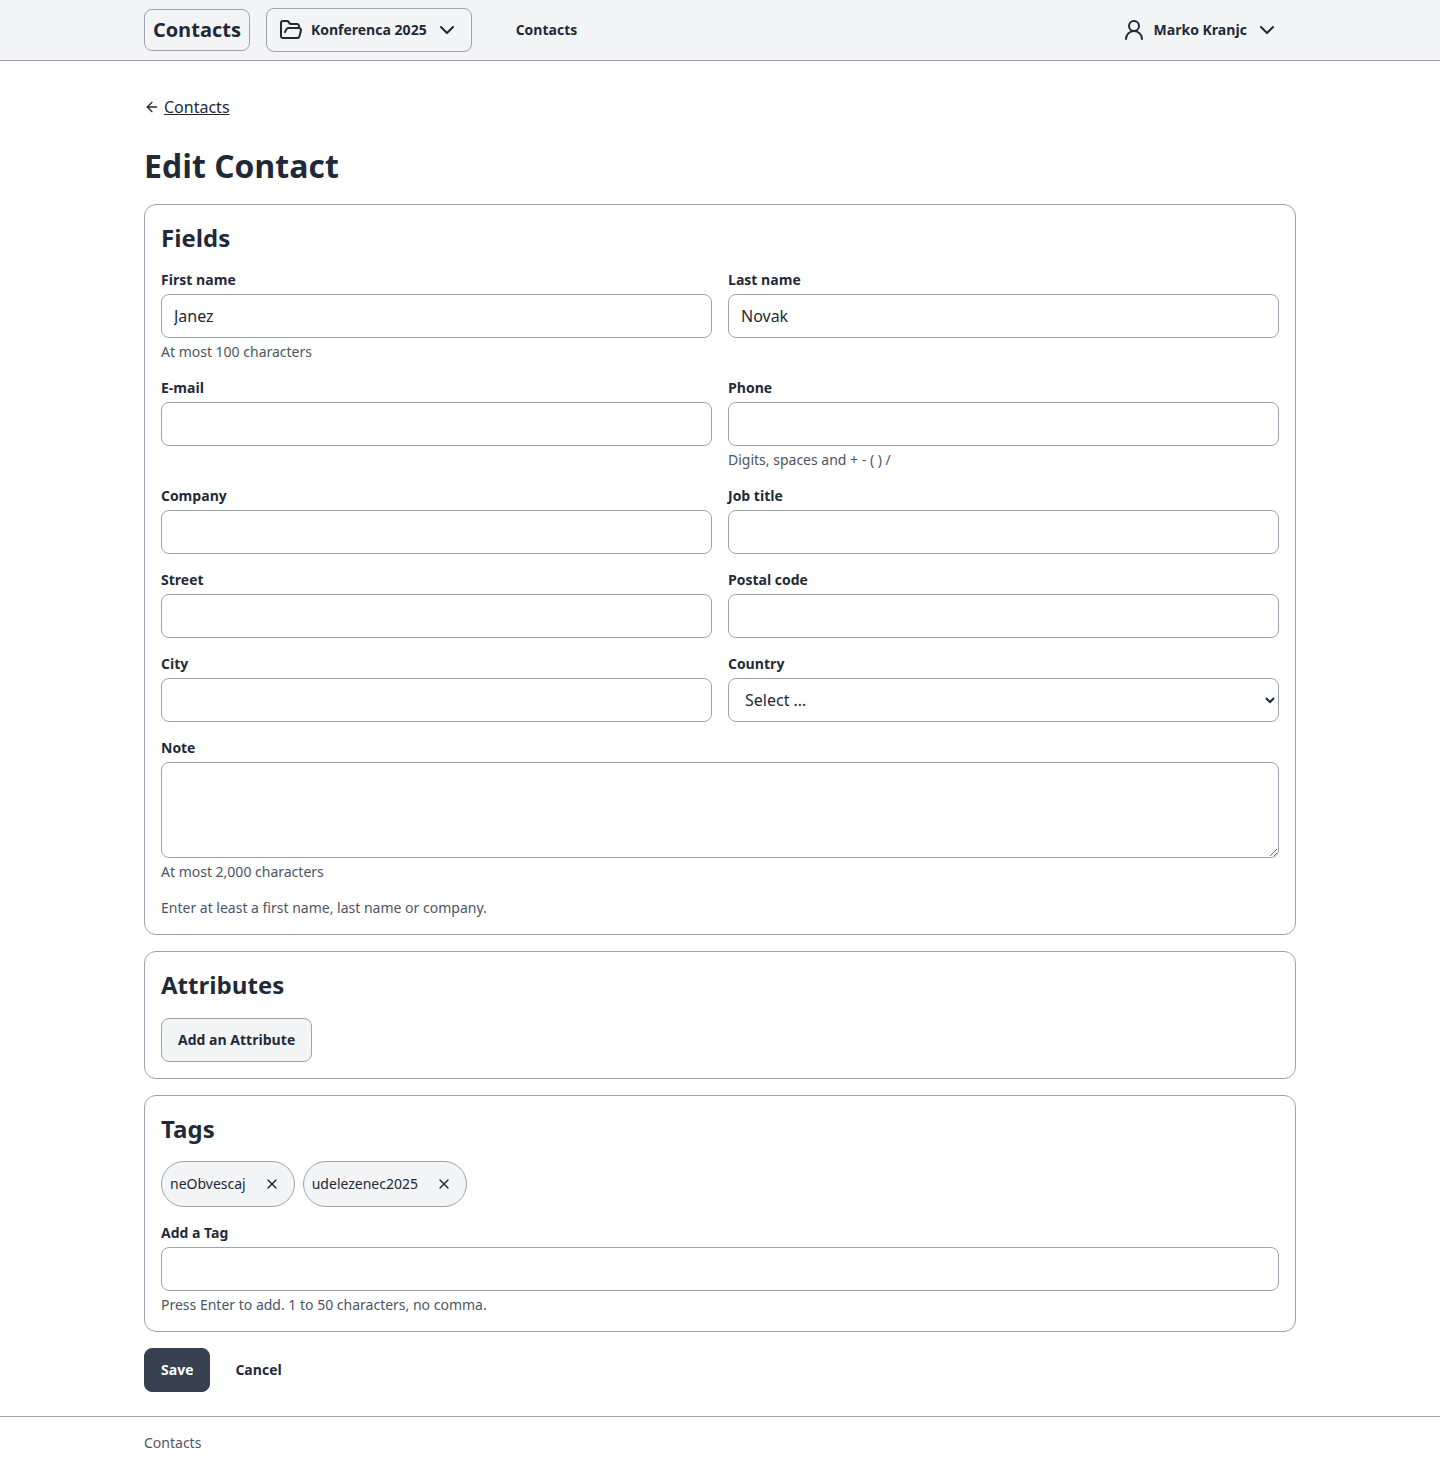 Contacts
Konferenca 2025
Contacts
Marko Kranjc
Contacts
Edit Contact
Fields
First name
Last name
Janez
Novak
At most 100 characters
E-mail
Phone
Digits, spaces and + - ( ) /
Company
Job title
Street
Postal code
City
Country
Select ...
Note
At most 2,000 characters
Enter at least a first name, last name or company.
Attributes
Add an Attribute
Tags
neObvescaj
udelezenec2025
Add a Tag
Press Enter to add. 1 to 50 characters, no comma.
Save
Cancel
Contacts